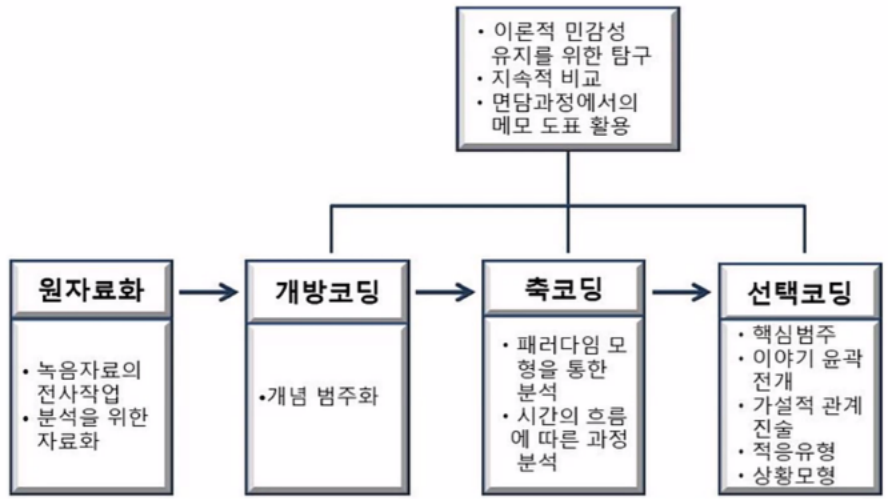 • 이론적 민감성
유지를 위한 탐구
• 지속적 비교
• 면담과정에서의
메모 도표 활용
원자료화
• 녹음자료의
전사작업
• 분석을 위한
자료화
개방코딩
•개념 범주화
축코딩
• 패러다임 모
형을 통한
분석
• 시간의 흐름
에 따른 과정
분석
선택코딩
• 핵심범주
• 이야기 윤곽
전개
• 가설적 관계
진술
• 적응유형
• 상황모형